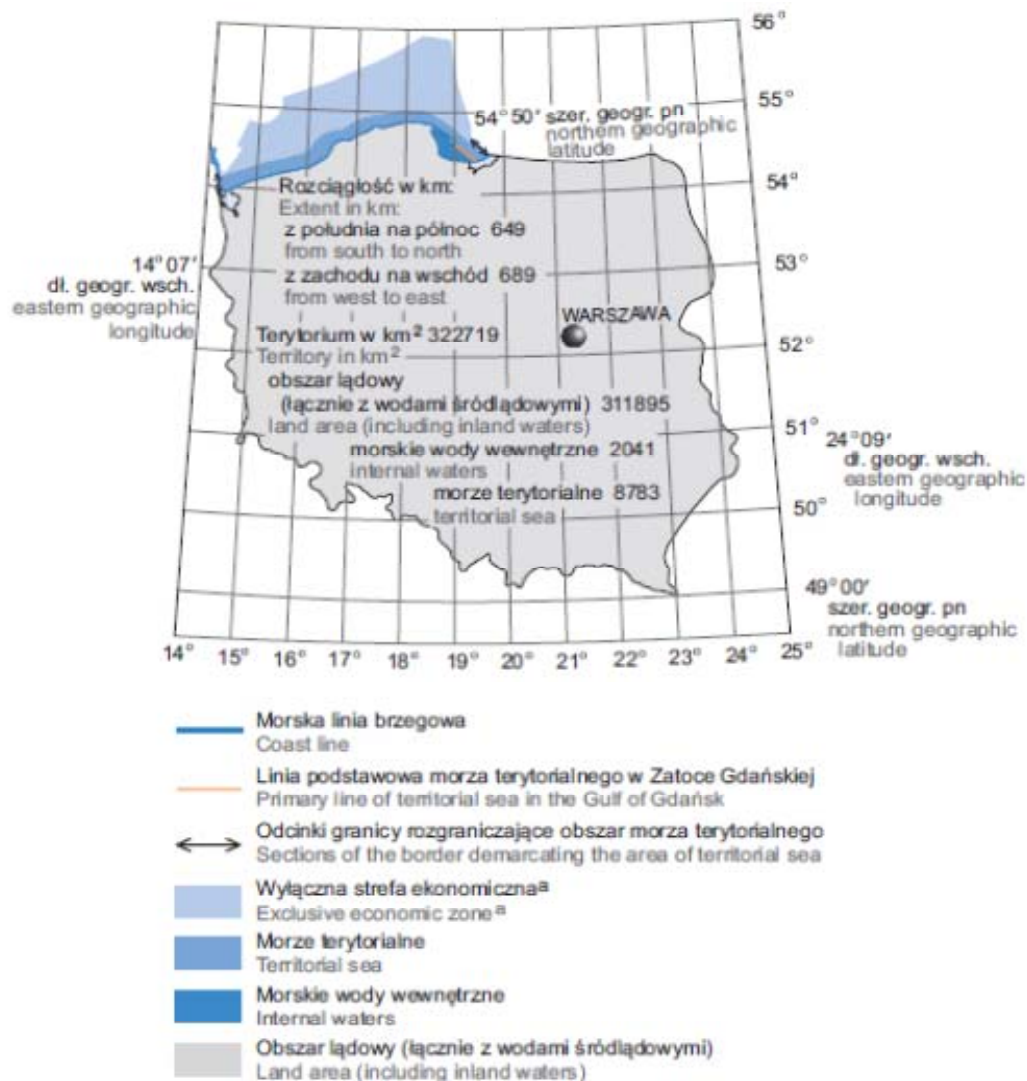 56°
55°
54°50′ szer. geogr. pn
northern geographic
latitude
54°
Rozciągłość w km:
Extent in km:
z południa na północ 649
from south to north
14°07′
dł. geogr. wsch.
eastern geographic
longitude
53°
z zachodu na wschód 689
from west to east
WARSZAWA
Terytorium w km² 322719
Territory in km²
52°
obszar lądowy
(łącznie z wodami śródlądowymi) 311895
land area (including inland waters)
51°
24°09′
dł. geogr. wsch.
eastern geographic
longitude
morskie wody wewnętrzne 2041
internal waters
morze terytorialne 8783
territorial sea
50°
49°00′
szer. geogr. pn
northern geographic
latitude
14° 15° 16° 17° 18° 19° 20° 21° 22° 23° 24° 25°
Morska linia brzegowa
Coast line
Linia podstawowa morza terytorialnego w Zatoce Gdańskiej
Primary line of territorial sea in the Gulf of Gdańsk
Odcinki granicy rozgraniczające obszar morza terytorialnego
Sections of the border demarcating the area of territorial sea
Wyłączna strefa ekonomicznaᵃ
Exclusive economic zoneᵃ
Morze terytorialne
Territorial sea
Morskie wody wewnętrzne
Internal waters
Obszar lądowy (łącznie z wodami śródlądowymi)
Land area (including inland waters)